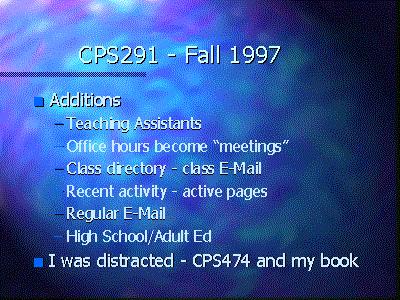 CPS291 - Fall 1997
Additions
– Teaching Assistants
– Office hours become “meetings”
– Class directory - class E-Mail
– Recent activity - active pages
– Regular E-Mail
– High School/Adult Ed
I was distracted - CPS474 and my book